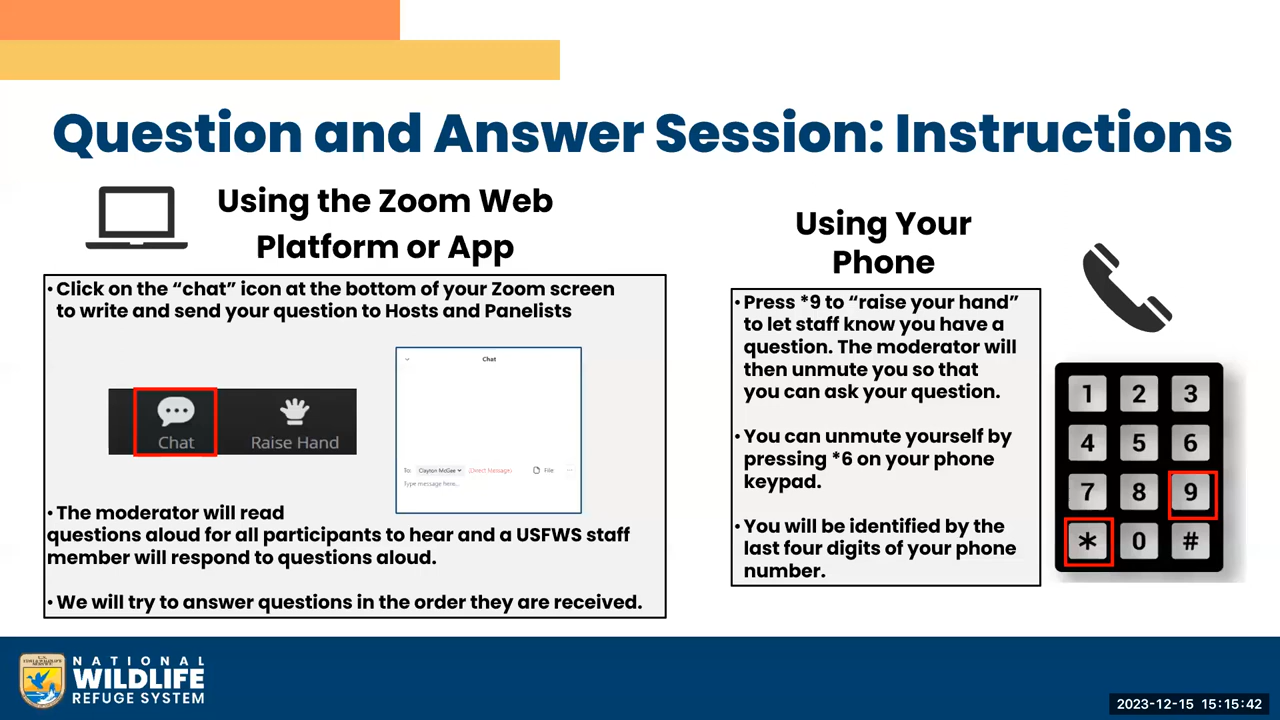 Question and Answer Session: Instructions
Using the Zoom Web
Platform or App
• Click on the “chat” icon at the bottom of your Zoom screen
to write and send your question to Hosts and Panelists
Chat
Raise Hand
Chat
To: Clayton McGee (Direct Message) File ...
Type message here...
• The moderator will read
questions aloud for all participants to hear and a USFWS staff
member will respond to questions aloud.
• We will try to answer questions in the order they are received.
Using Your
Phone
• Press *9 to “raise your hand”
to let staff know you have a
question. The moderator will
then unmute you so that
you can ask your question.
• You can unmute yourself by
pressing *6 on your phone
keypad.
• You will be identified by the
last four digits of your phone
number.
1 2 3
4 5 6
7 8 9
* 0 #
NATIONAL
WILDLIFE
REFUGE SYSTEM
2023-12-15 15:15:42